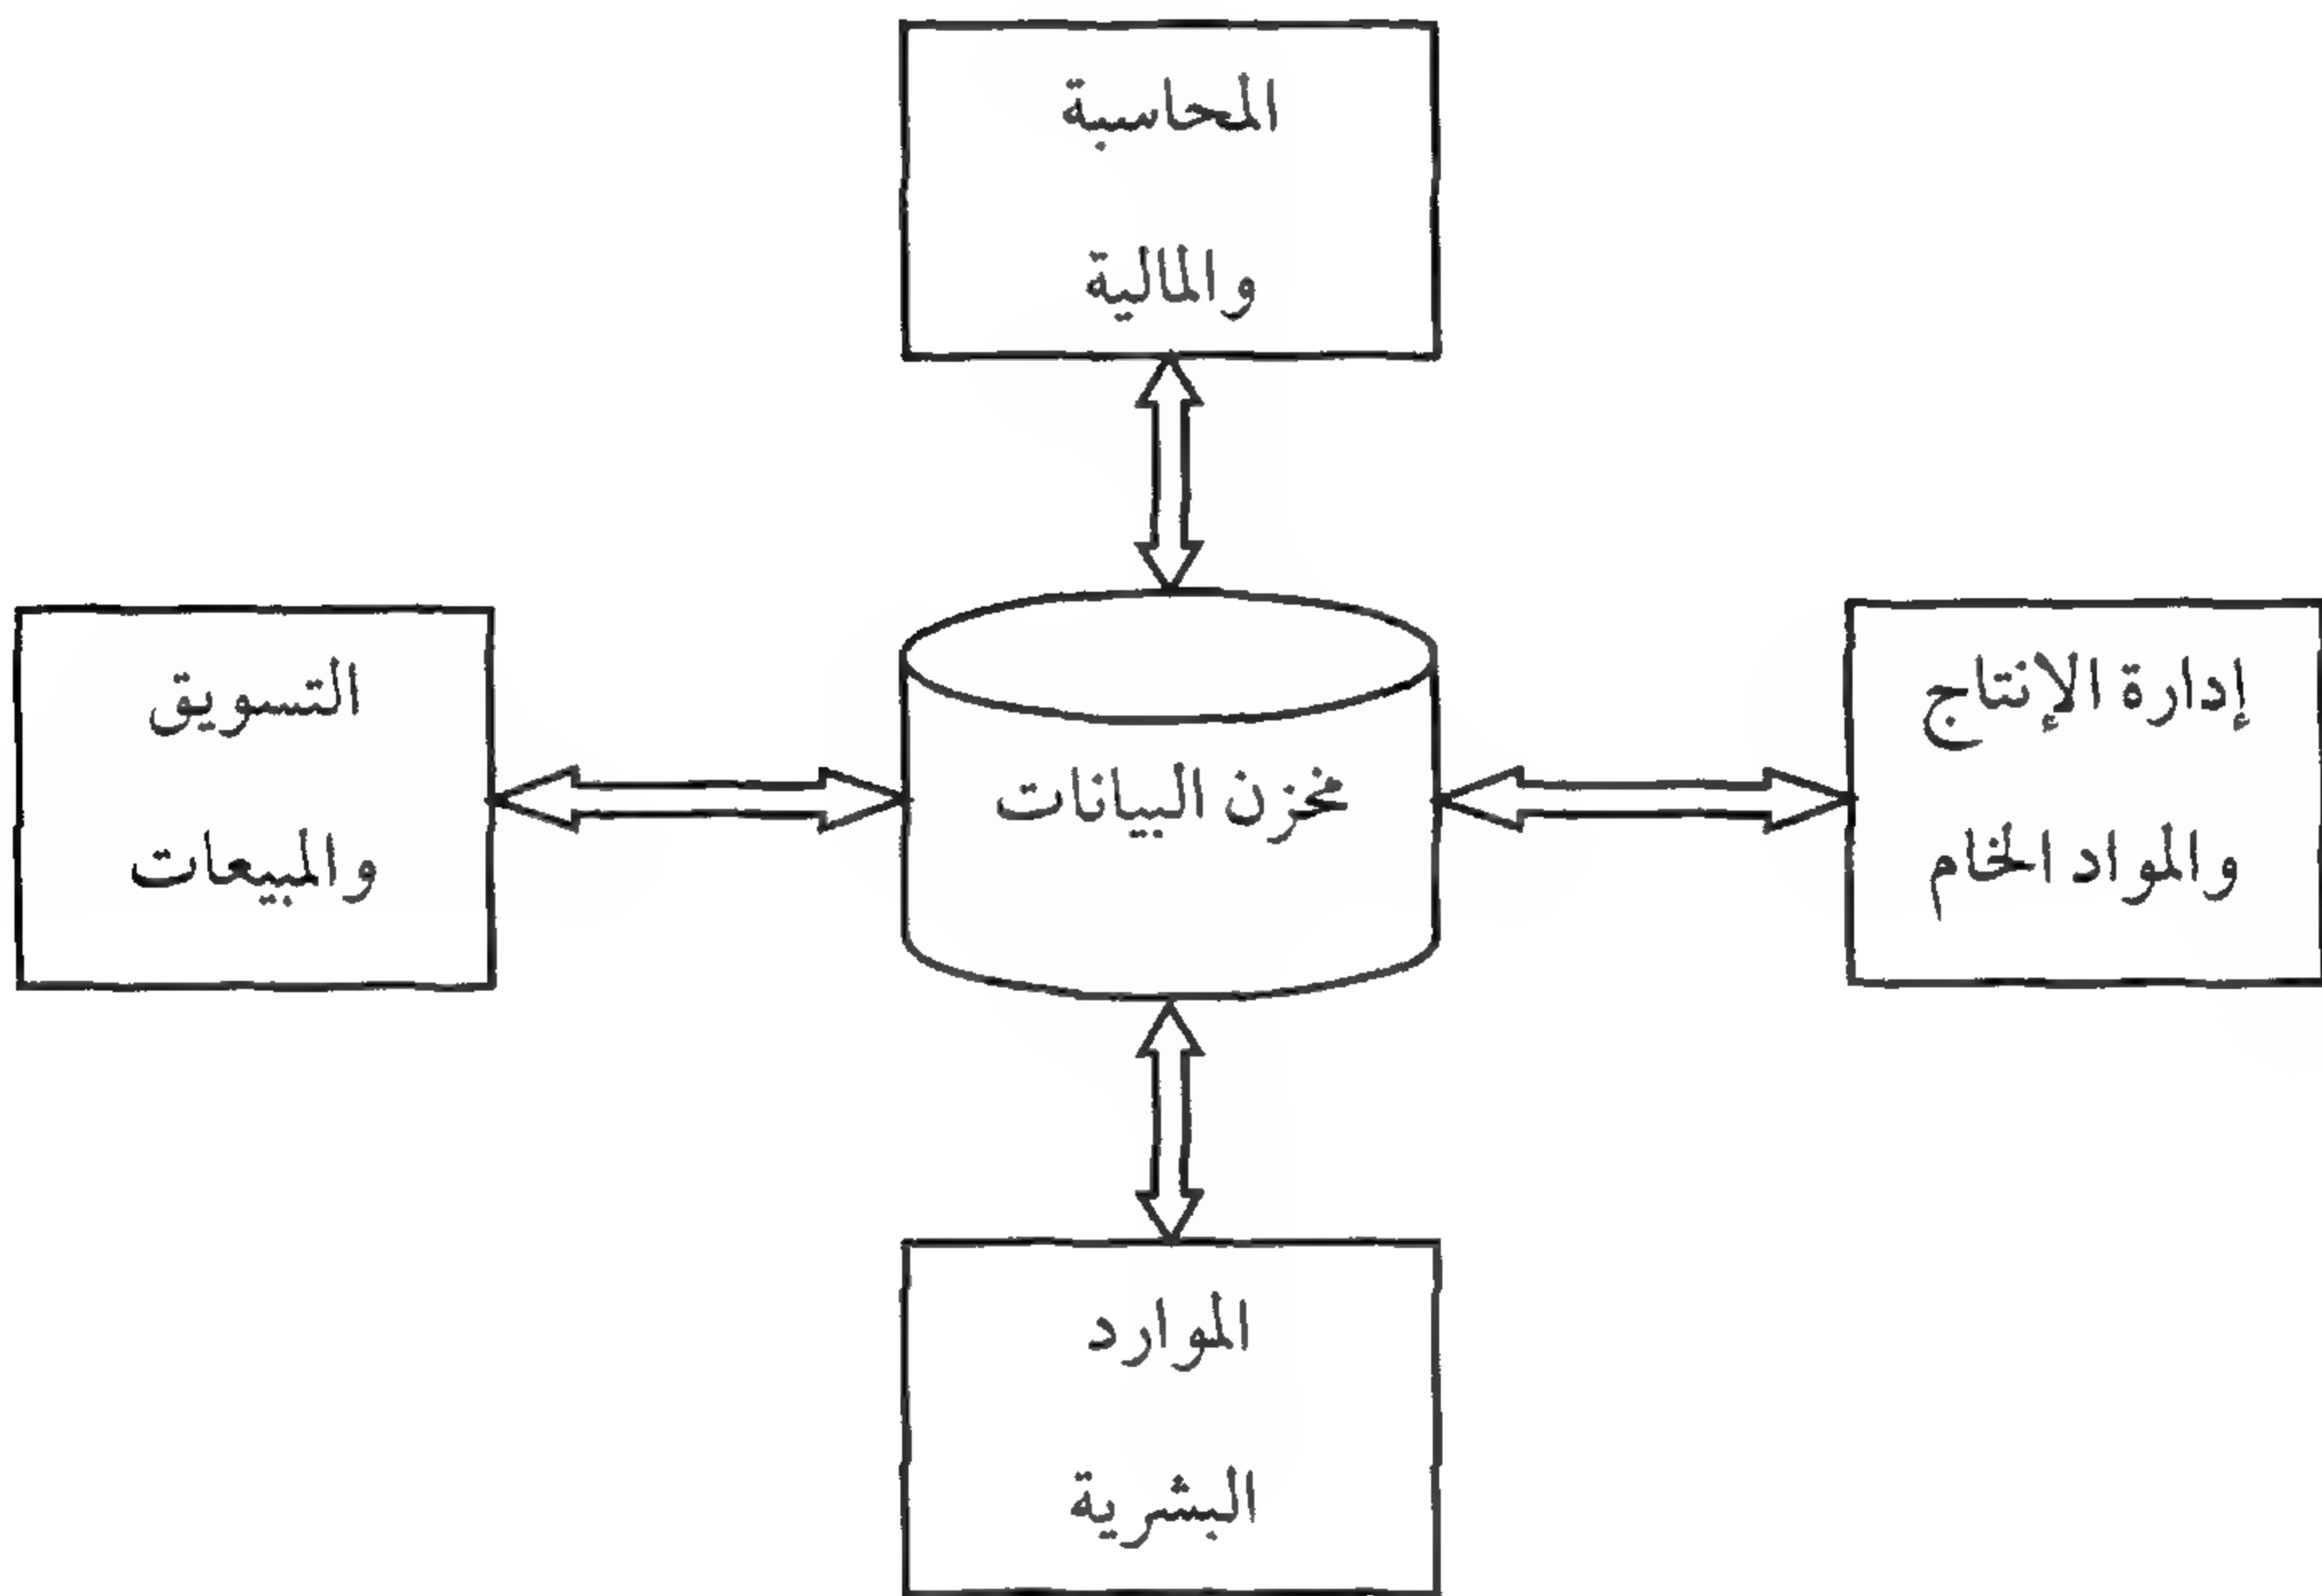 المحاسبة
والمالية
إدارة الإنتاج
والمواد الخام
مخزن البيانات
التسويق
والمبيعات
الموارد
البشرية